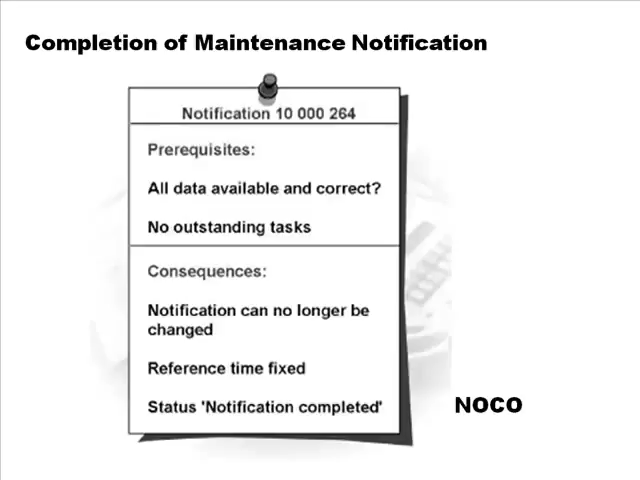 Completion of Maintenance Notification
Notification 10 000 264
Prerequisites:
All data available and correct?
No outstanding tasks
Consequences:
Notification can no longer be
changed
Reference time fixed
Status 'Notification completed'
NOCO